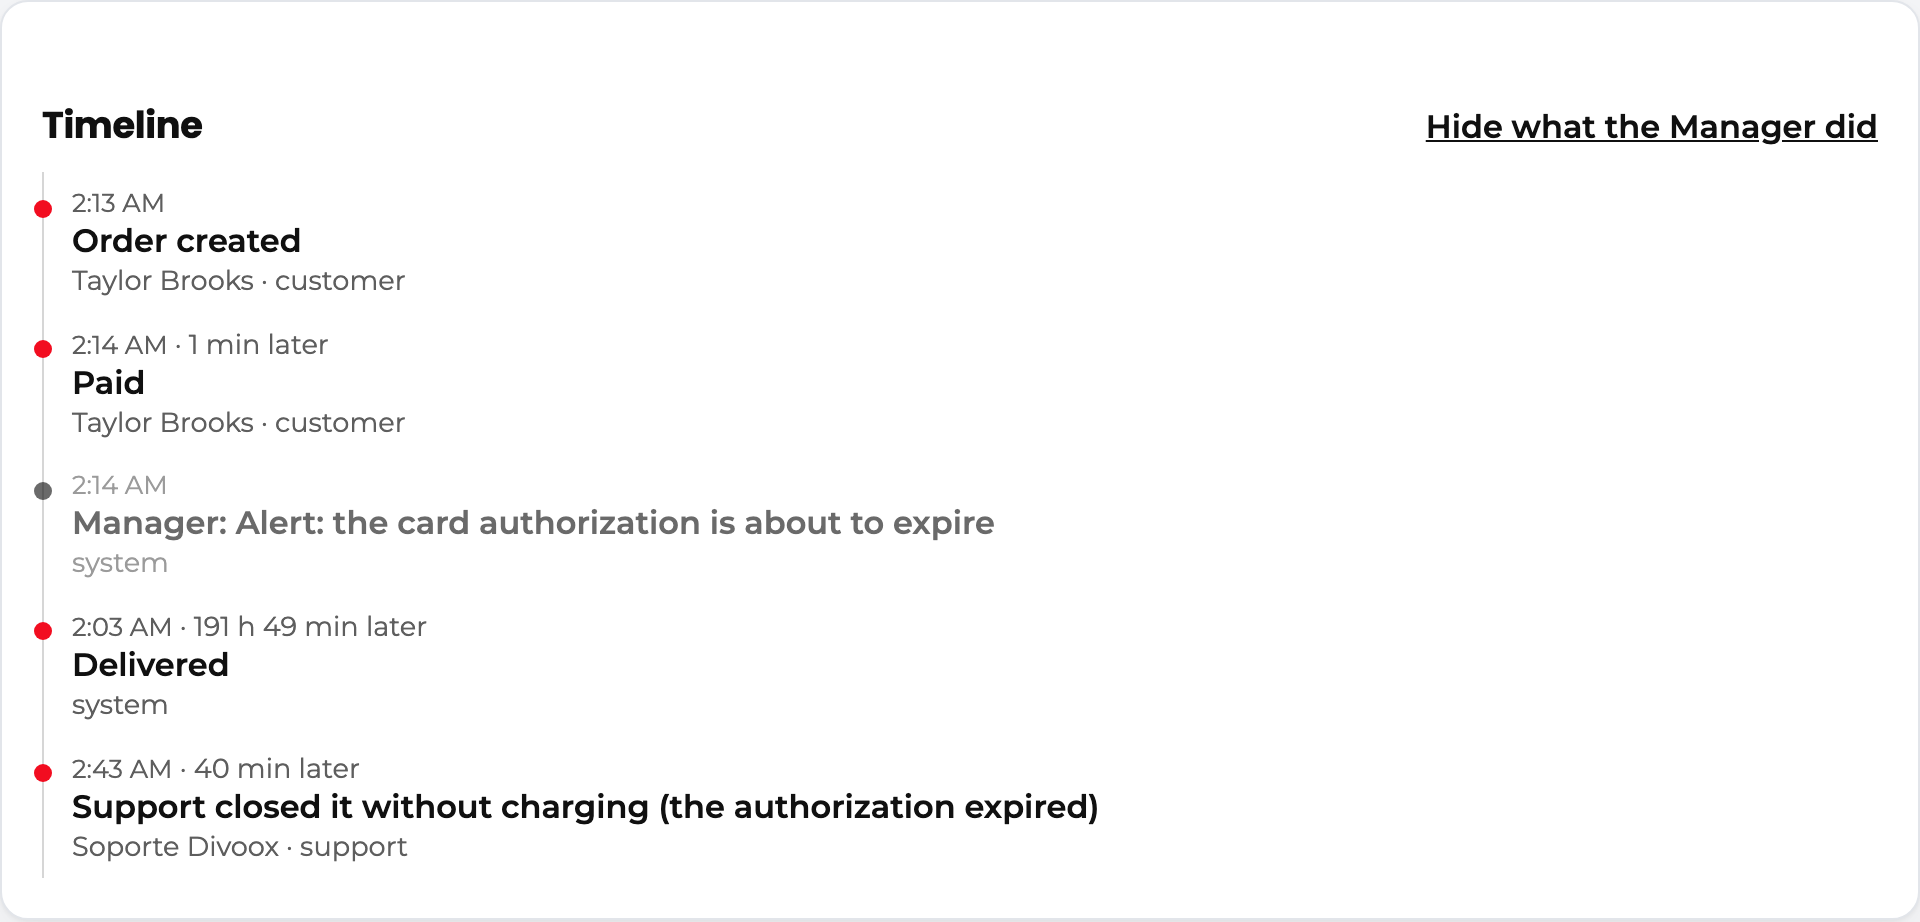 Timeline
Hide what the Manager did
2:13 AM
Order created
Taylor Brooks · customer
2:14 AM · 1 min later
Paid
Taylor Brooks · customer
2:14 AM
Manager: Alert: the card authorization is about to expire
system
2:03 AM · 191 h 49 min later
Delivered
system
2:43 AM · 40 min later
Support closed it without charging (the authorization expired)
Soporte Divoox · support